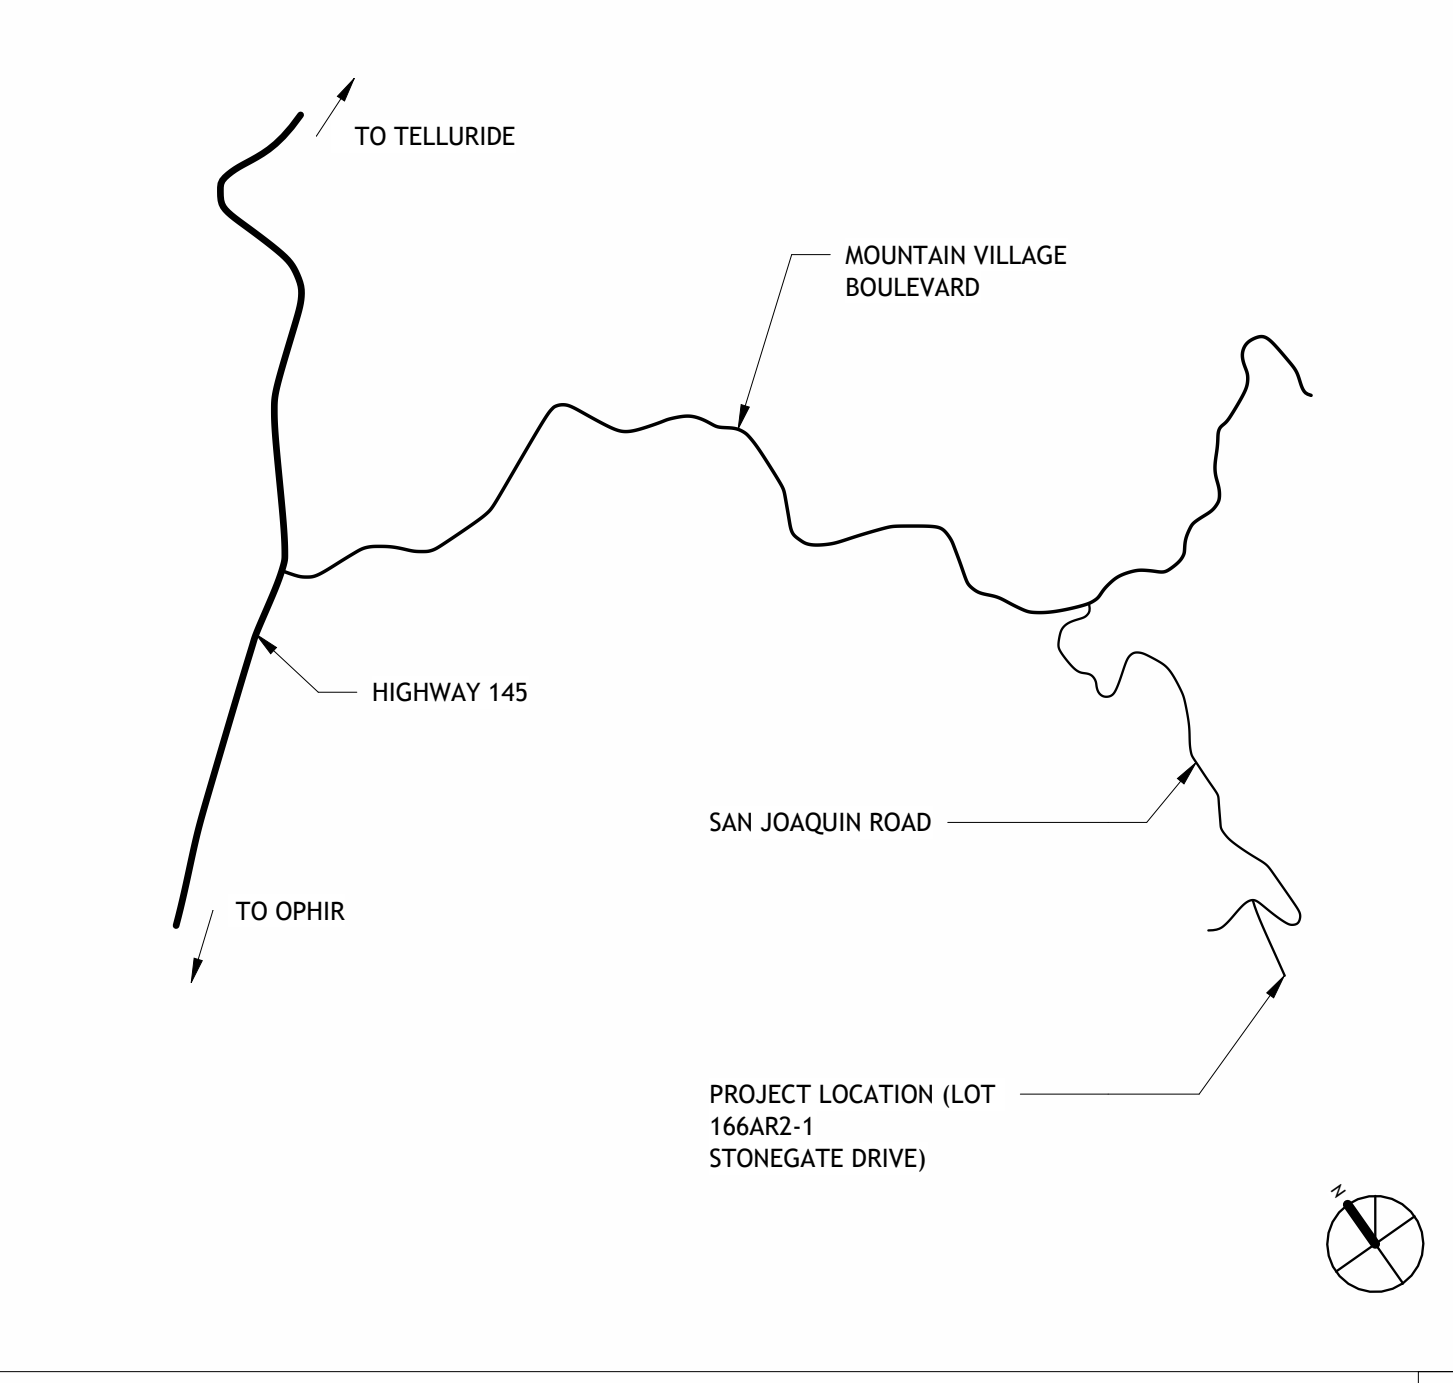 TO TELLURIDE
MOUNTAIN VILLAGE
BOULEVARD
HIGHWAY 145
SAN JOAQUIN ROAD
TO OPHIR
PROJECT LOCATION (LOT
166AR2-1
STONEGATE DRIVE)
N